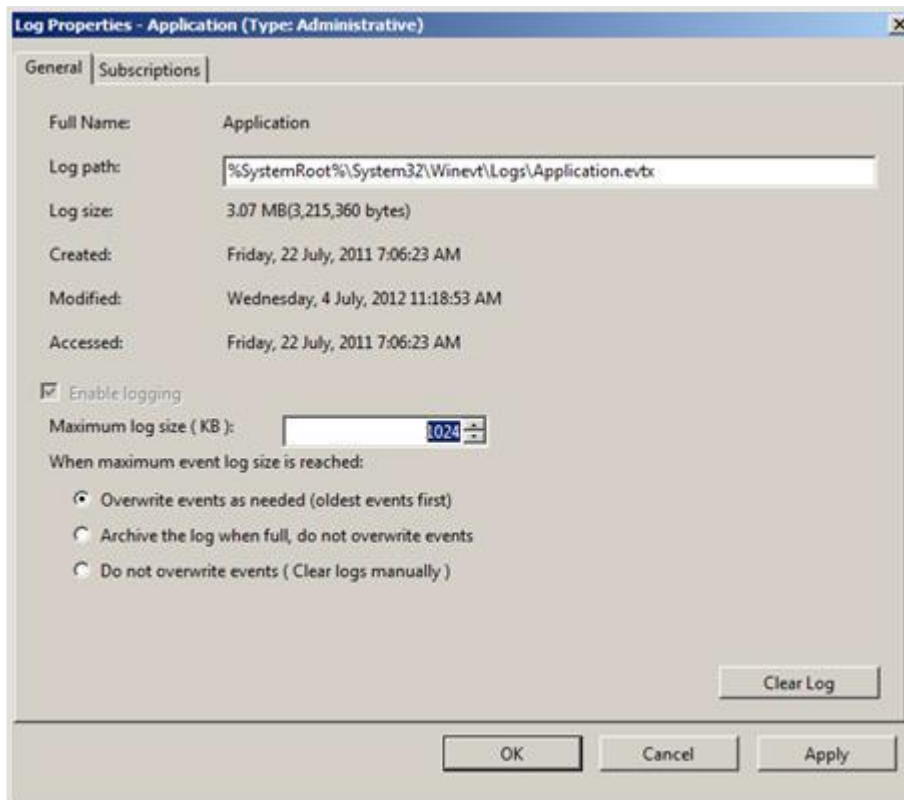 Log Properties - Application (Type: Administrative)
General Subscriptions
Full Name: Application
Log path: %SystemRoot%\System32\Winevt\Logs\Application.evtx
Log size: 3.07 MB(3,215,360 bytes)
Created: Friday, 22 July, 2011 7:06:23 AM
Modified: Wednesday, 4 July, 2012 11:18:53 AM
Accessed: Friday, 22 July, 2011 7:06:23 AM
Enable logging
Maximum log size ( KB ): 1024
When maximum event log size is reached:
Overwrite events as needed (oldest events first)
Archive the log when full, do not overwrite events
Do not overwrite events ( Clear logs manually )
Clear Log
OK Cancel Apply